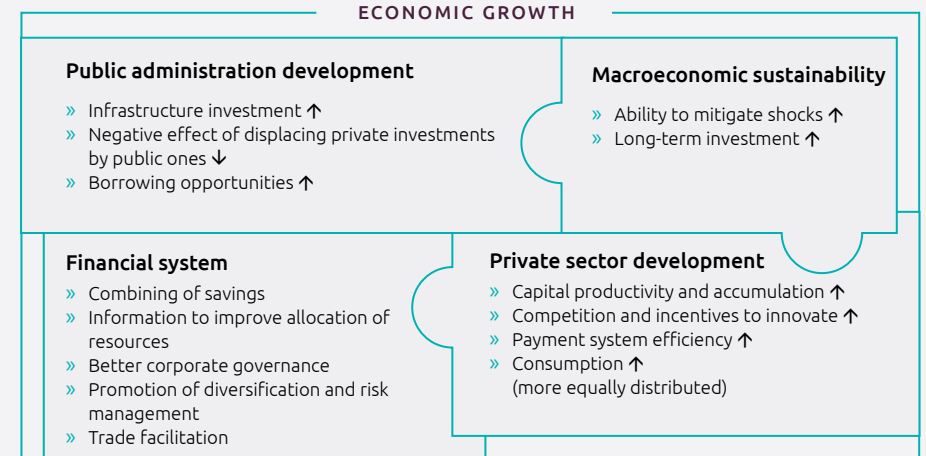 ECONOMIC GROWTH
Public administration development
» Infrastructure investment ↑
» Negative effect of displacing private investments
by public ones ↓
» Borrowing opportunities ↑
Macroeconomic sustainability
» Ability to mitigate shocks ↑
» Long-term investment ↑
Financial system
» Combining of savings
» Information to improve allocation of
resources
» Better corporate governance
» Promotion of diversification and risk
management
» Trade facilitation
Private sector development
» Capital productivity and accumulation ↑
» Competition and incentives to innovate ↑
» Payment system efficiency ↑
» Consumption ↑
(more equally distributed)